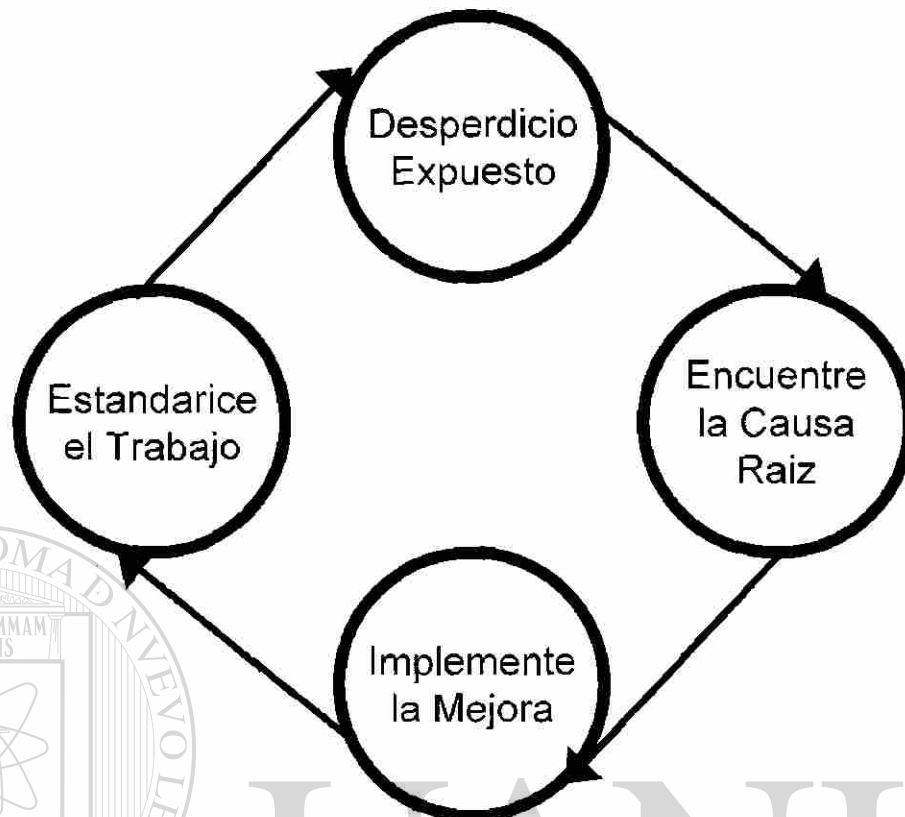 Desperdicio
Expuesto
Encuentre
la Causa
Raiz
Implemente
la Mejora
Estandarice
el Trabajo